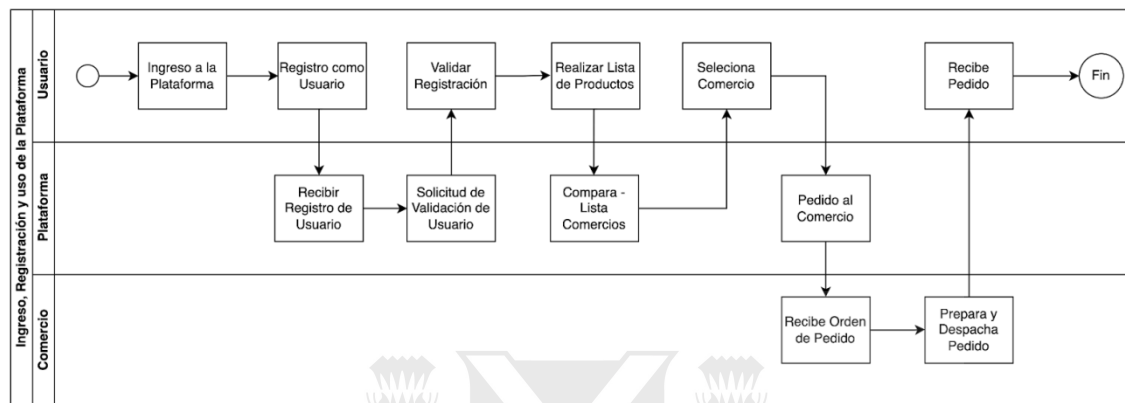 Ingreso, Registración y uso de la Plataforma
Usuario
Ingreso a la
Plataforma
Registro como
Usuario
Validar
Registración
Realizar Lista
de Productos
Seleciona
Comercio
Recibe
Pedido
Fin
Plataforma
Recibir
Registro de
Usuario
Solicitud de
Validación de
Usuario
Compara -
Lista
Comercios
Pedido al
Comercio
Comercio
Recibe Orden
de Pedido
Prepara y
Despacha
Pedido